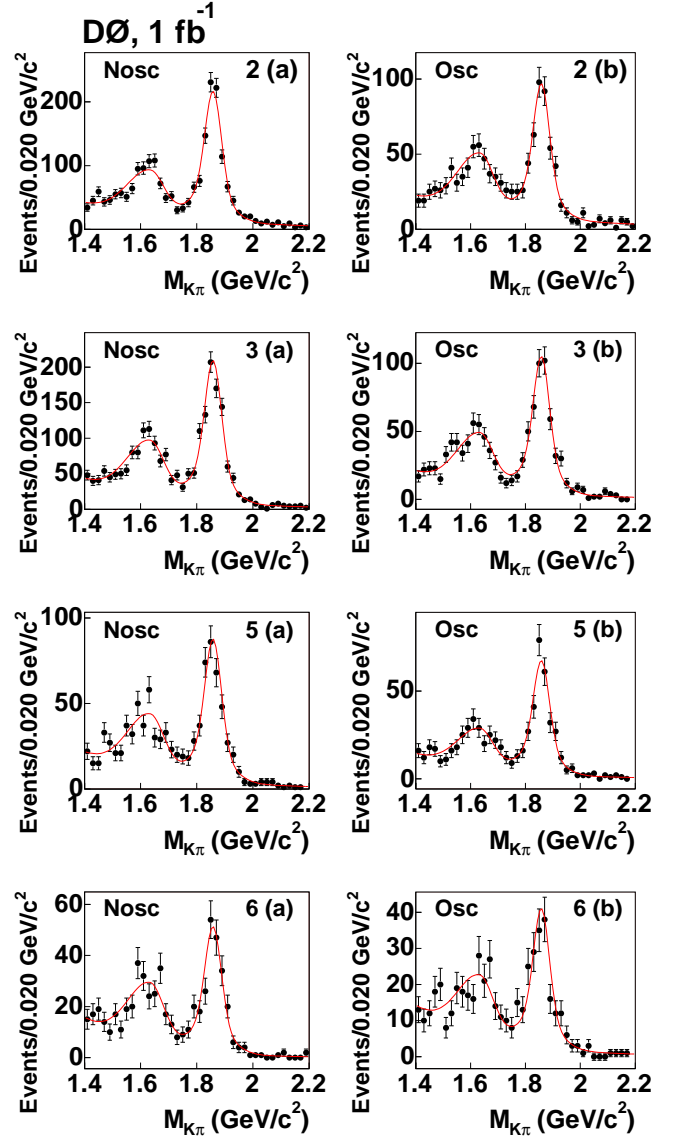 DØ, 1 fb⁻¹
Nosc 2 (a)
Events/0.020 GeV/c²
200
100
0
1.4 1.6 1.8 2 2.2
M_Kπ (GeV/c²)
Osc 2 (b)
Events/0.020 GeV/c²
100
50
0
1.4 1.6 1.8 2.0 2.2
M_Kπ (GeV/c²)
Nosc 3 (a)
Events/0.020 GeV/c²
200
150
100
50
0
1.4 1.6 1.8 2 2.2
M_Kπ (GeV/c²)
Osc 3 (b)
Events/0.020 GeV/c²
100
50
0
1.4 1.6 1.8 2 2.2
M_Kπ (GeV/c²)
Nosc 5 (a)
Events/0.020 GeV/c²
100
50
0
1.4 1.6 1.8 2 2.2
M_Kπ (GeV/c²)
Osc 5 (b)
Events/0.020 GeV/c²
50
0
1.4 1.6 1.8 2 2.2
M_Kπ (GeV/c²)
Nosc 6 (a)
Events/0.020 GeV/c²
60
40
20
0
1.4 1.6 1.8 2 2.2
M_Kπ (GeV/c²)
Osc 6 (b)
Events/0.020 GeV/c²
40
30
20
10
0
1.4 1.6 1.8 2 2.2
M_Kπ (GeV/c²)